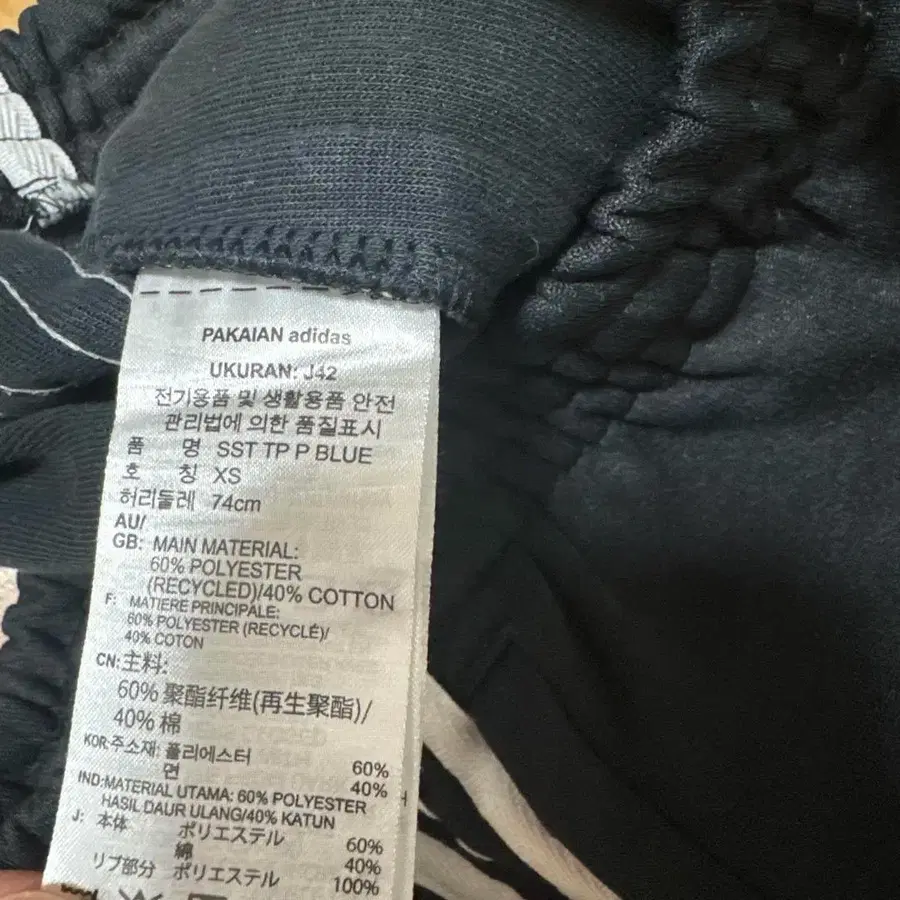 PAKAIAN adidas
UKURAN: J42
전기용품 및 생활용품 안전
관리법에 의한 품질표시
품 명 SST TP P BLUE
호 칭 XS
허리둘레 74cm
AU/
GB: MAIN MATERIAL:
60% POLYESTER
(RECYCLED)/40% COTTON
F: MATIERE PRINCIPALE:
60% POLYESTER (RECYCLÉ)/
40% COTON
CN:主料:
60% 聚酯纤维(再生聚酯)/
40% 棉
KOR:주소재: 폴리에스터 60%
면 40%
IND:MATERIAL UTAMA: 60% POLYESTER
HASIL DAUR ULANG/40% KATUN
J: 本体 ポリエステル 60%
綿 40%
リブ部分 ポリエステル 100%